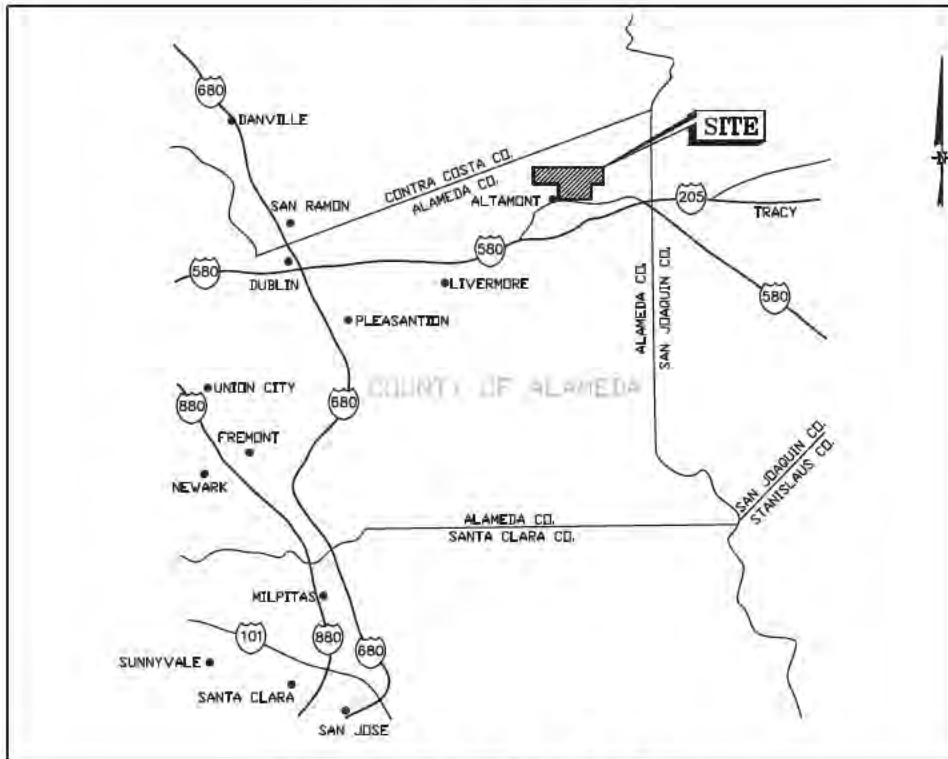 680
DANVILLE
SITE
CONTRA COSTA CO.
ALAMEDA CO.
ALTAMONT
205
TRACY
SAN RAMON
580
DUBLIN
580
LIVERMORE
580
PLEASANTION
ALAMEDA CO.
SAN JOAQUIN CO.
COUNTY OF ALAMEDA
UNION CITY
880
680
FREMONT
NEWARK
SAN JOAQUIN CO.
STANISLAUS CO.
ALAMEDA CO.
SANTA CLARA CO.
MILPITAS
101
880
680
SUNNYVALE
SANTA CLARA
SAN JOSE